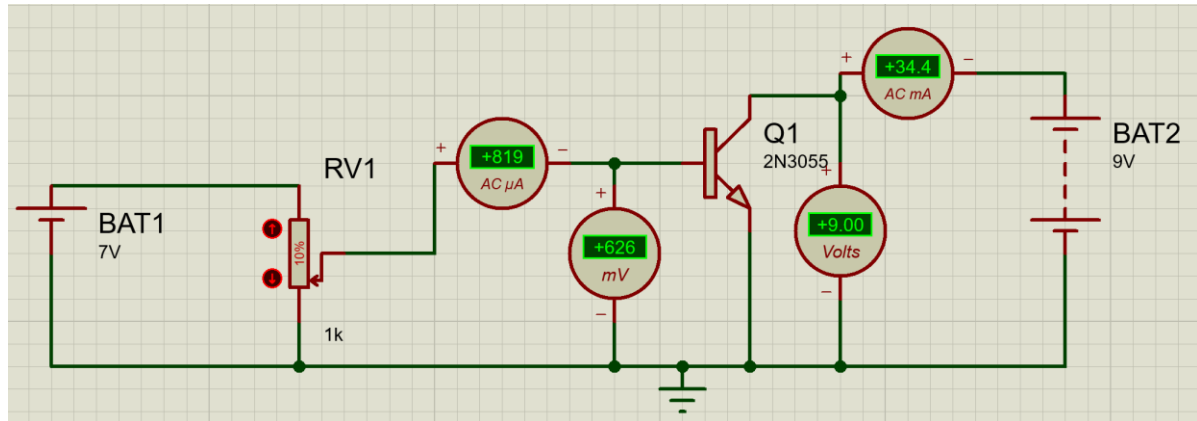 BAT1
7V
RV1
10%
1k
+
+819
AC µA
−
+
+626
mV
−
Q1
2N3055
+
+9.00
Volts
−
+
+34.4
AC mA
−
BAT2
9V